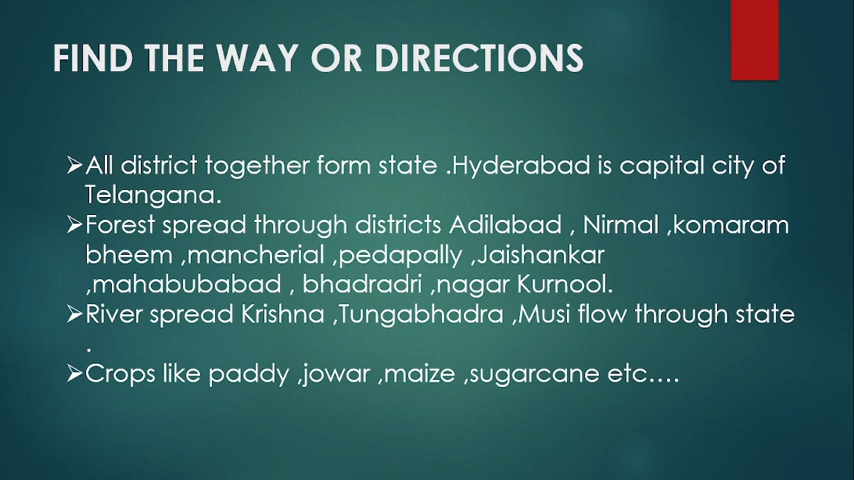 FIND THE WAY OR DIRECTIONS
➢All district together form state .Hyderabad is capital city of
Telangana.
➢Forest spread through districts Adilabad , Nirmal ,komaram
bheem ,mancherial ,pedapally ,Jaishankar
,mahabubabad , bhadradri ,nagar Kurnool.
➢River spread Krishna ,Tungabhadra ,Musi flow through state
.
➢Crops like paddy ,jowar ,maize ,sugarcane etc....